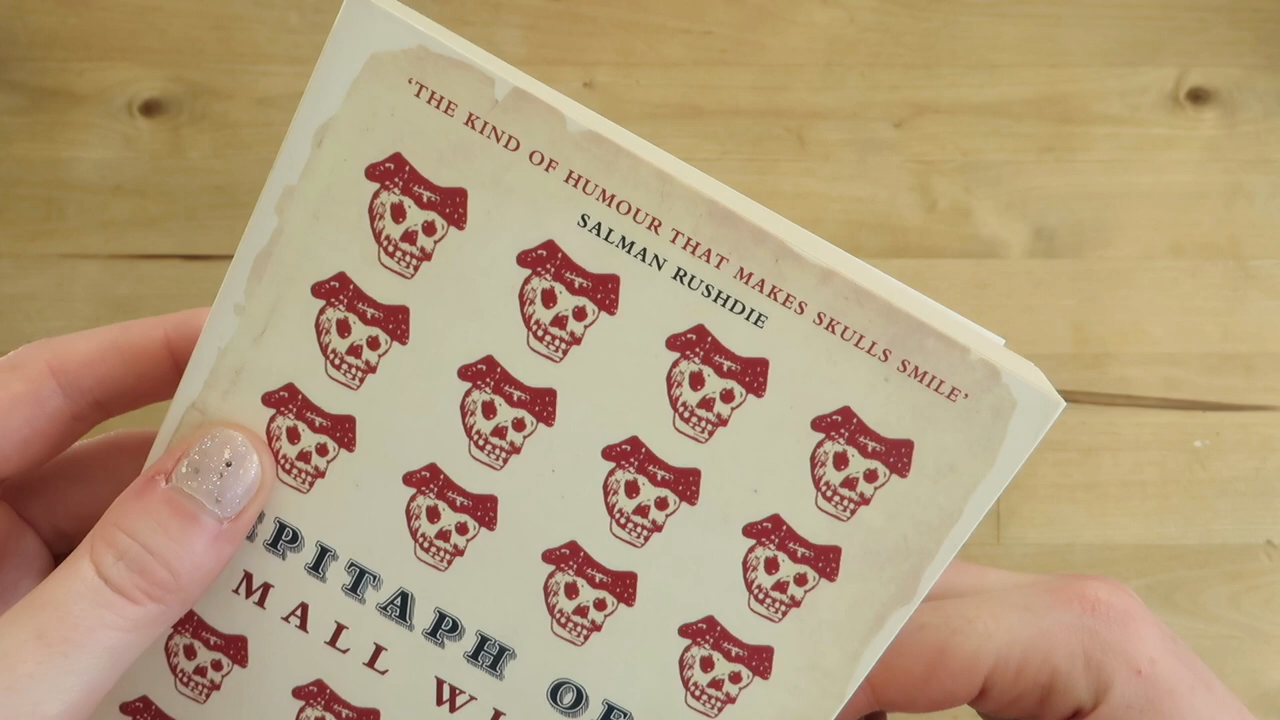 ‘THE KIND OF HUMOUR THAT MAKES SKULLS SMILE’
SALMAN RUSHDIE
PITAPH OF
MALL WI